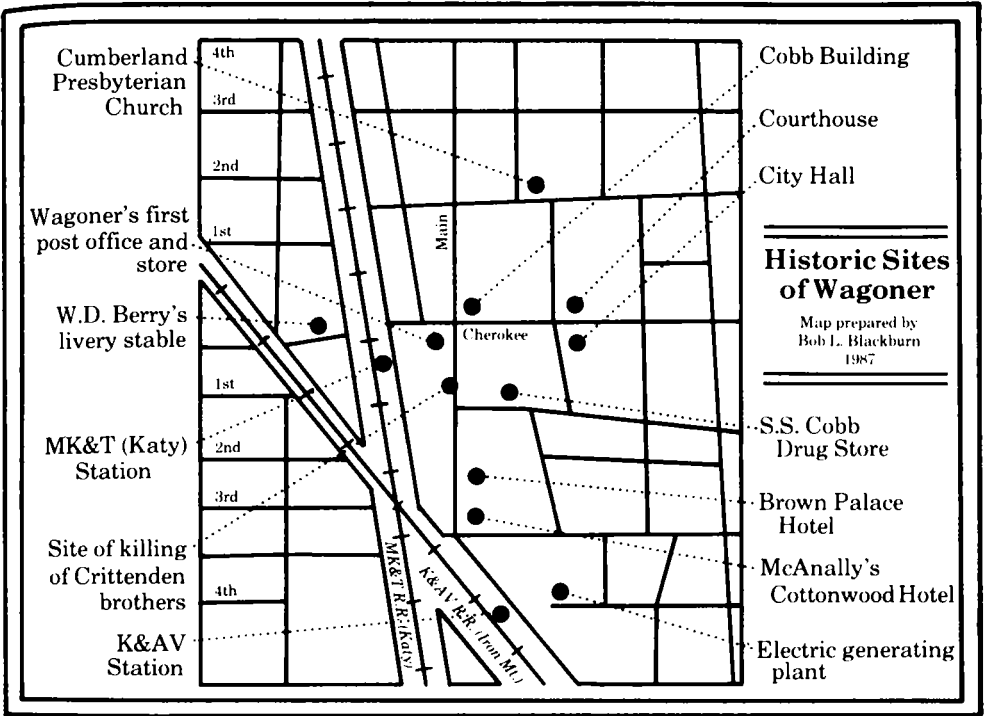 Cumberland
Presbyterian
Church
Wagoner's first
post office and
store
W.D. Berry's
livery stable
MK&T (Katy)
Station
Site of killing
of Crittenden
brothers
K&AV
Station
4th
3rd
2nd
1st
1st
2nd
3rd
4th
Main
Cherokee
MK&T R.R. (Katy)
K&AV R.R. (Iron Mt.)
Cobb Building
Courthouse
City Hall
Historic Sites
of Wagoner
Map prepared by
Bob L. Blackburn
1987
S.S. Cobb
Drug Store
Brown Palace
Hotel
McAnally's
Cottonwood Hotel
Electric generating
plant